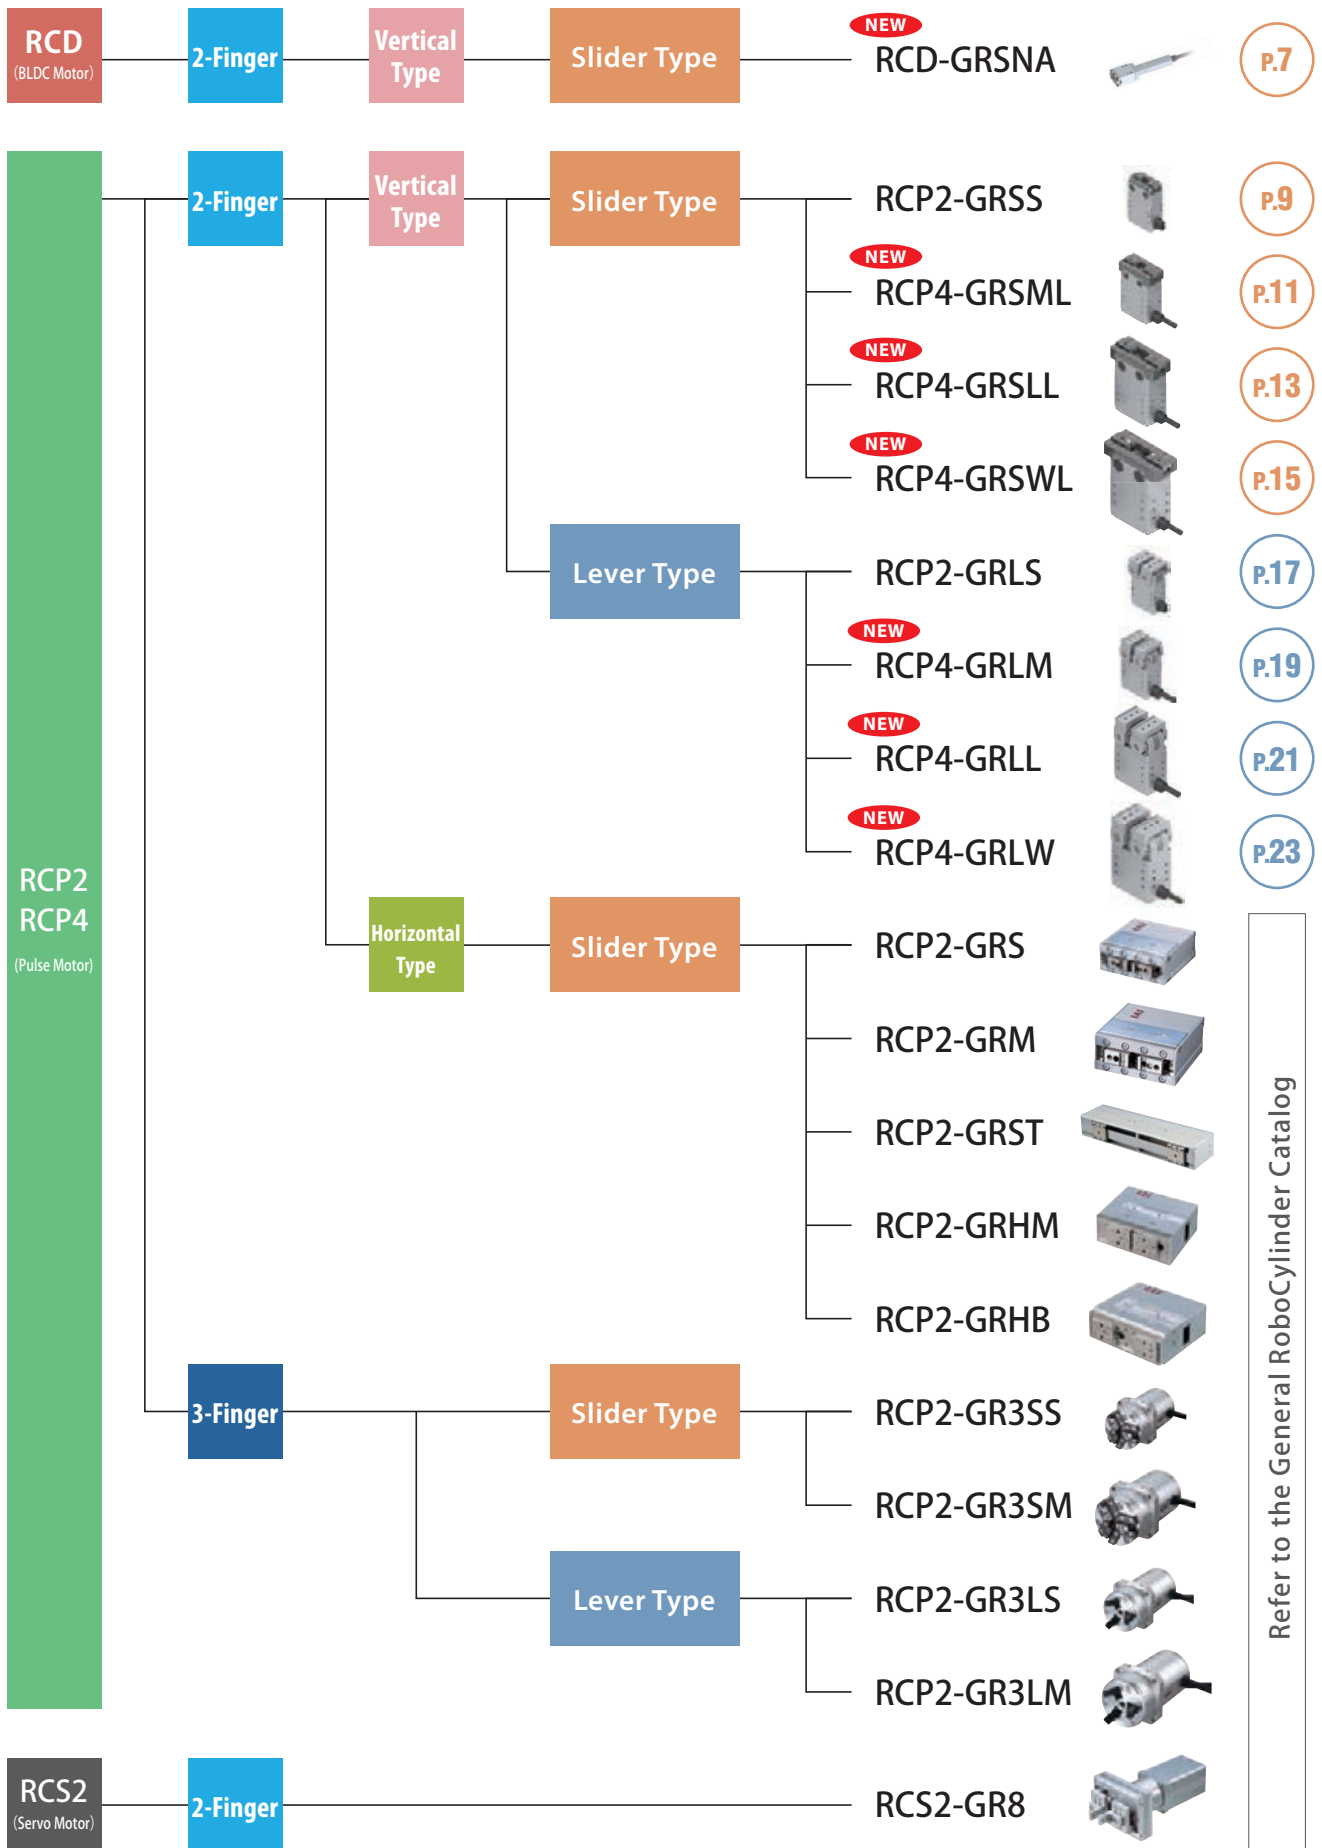 RCD
(BLDC Motor)
2-Finger
Vertical
Type
Slider Type
NEW
RCD-GRSNA
P.7
RCP2
RCP4
(Pulse Motor)
2-Finger
Vertical
Type
Slider Type
RCP2-GRSS
P.9
NEW
RCP4-GRSML
P.11
NEW
RCP4-GRSLL
P.13
NEW
RCP4-GRSWL
P.15
Lever Type
RCP2-GRLS
P.17
NEW
RCP4-GRLM
P.19
NEW
RCP4-GRLL
P.21
NEW
RCP4-GRLW
P.23
Horizontal
Type
Slider Type
RCP2-GRS
RCP2-GRM
RCP2-GRST
RCP2-GRHM
RCP2-GRHB
3-Finger
Slider Type
RCP2-GR3SS
RCP2-GR3SM
Lever Type
RCP2-GR3LS
RCP2-GR3LM
RCS2
(Servo Motor)
2-Finger
RCS2-GR8
Refer to the General RoboCylinder Catalog